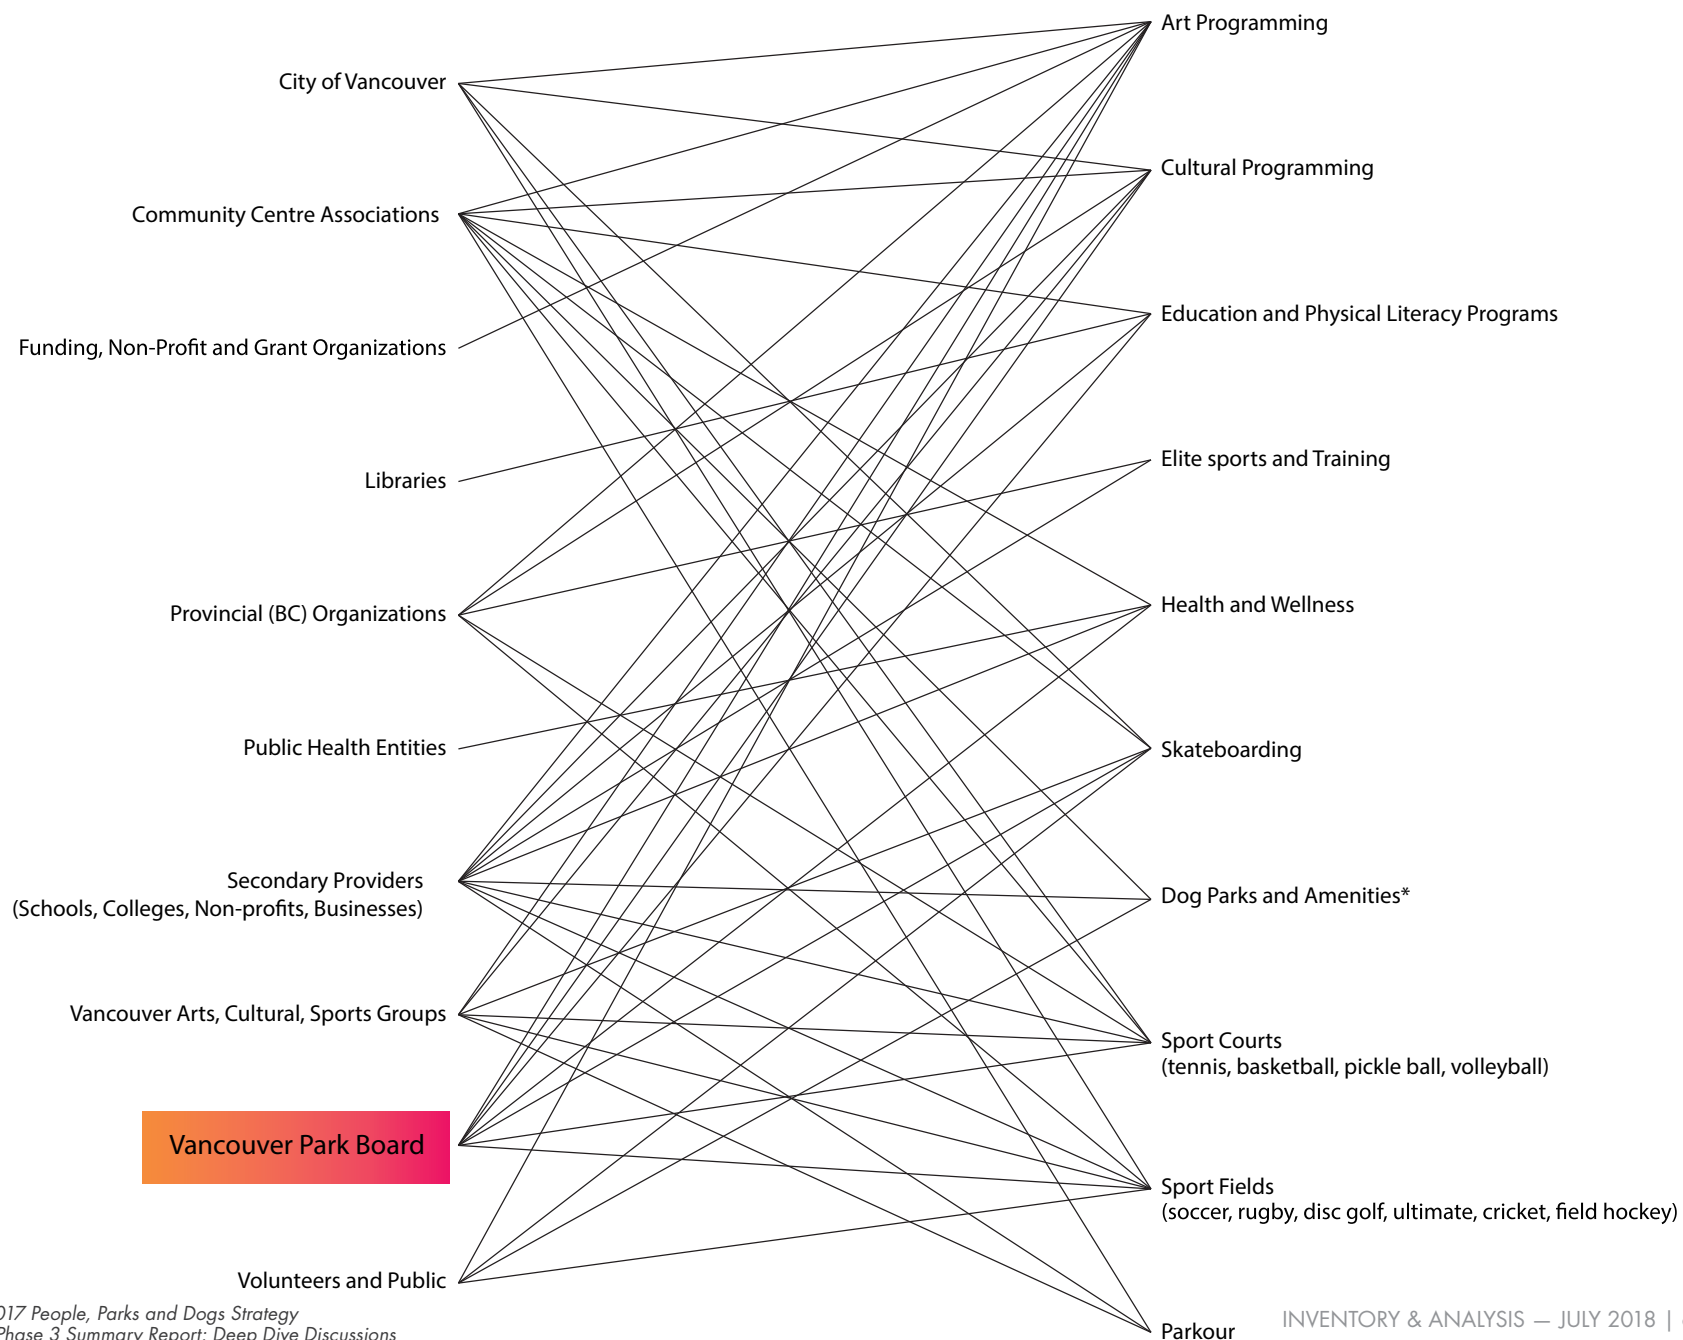 City of Vancouver
Community Centre Associations
Funding, Non-Profit and Grant Organizations
Libraries
Provincial (BC) Organizations
Public Health Entities
Secondary Providers
(Schools, Colleges, Non-profits, Businesses)
Vancouver Arts, Cultural, Sports Groups
Vancouver Park Board
Volunteers and Public
Art Programming
Cultural Programming
Education and Physical Literacy Programs
Elite sports and Training
Health and Wellness
Skateboarding
Dog Parks and Amenities*
Sport Courts
(tennis, basketball, pickle ball, volleyball)
Sport Fields
(soccer, rugby, disc golf, ultimate, cricket, field hockey)
Parkour
017 People, Parks and Dogs Strategy
Phase 3 Summary Report: Deep Dive Discussions
INVENTORY & ANALYSIS — JULY 2018 |